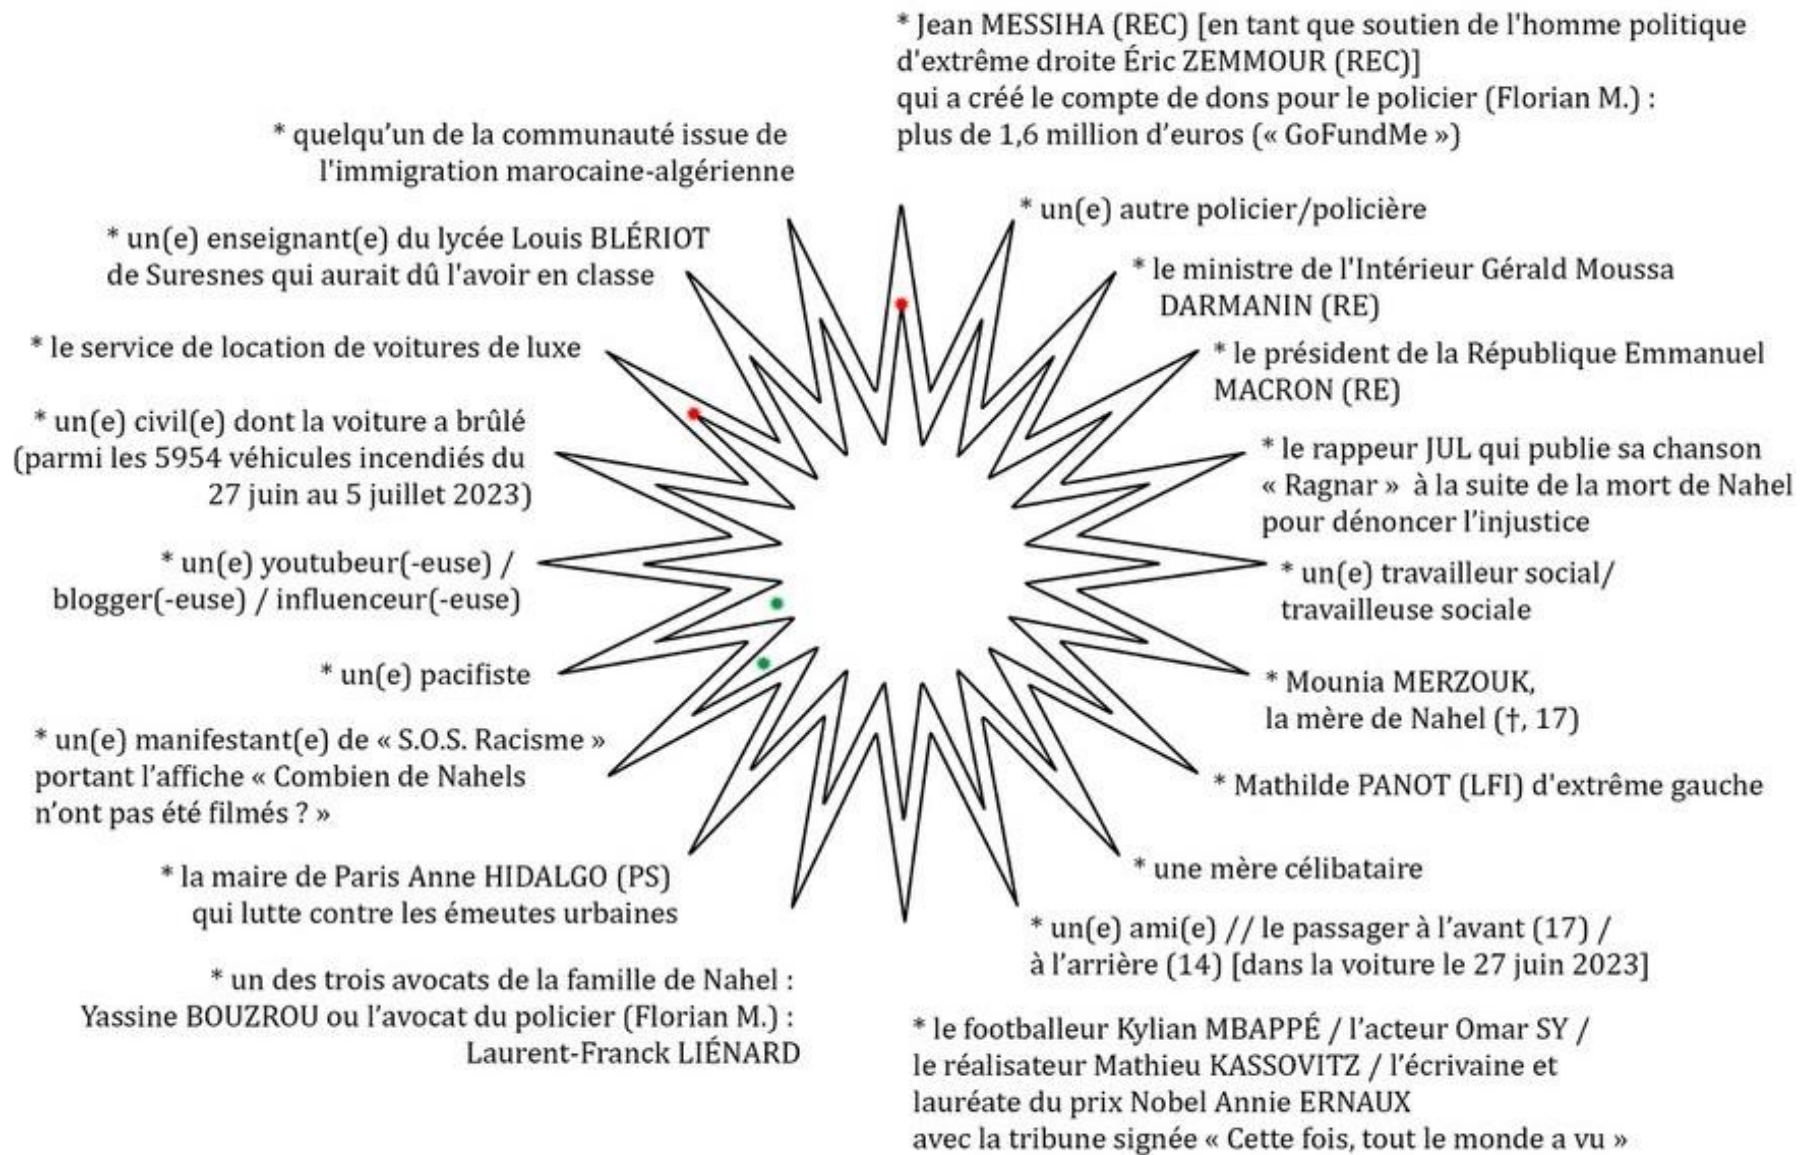 * Jean MESSIHA (REC) [en tant que soutien de l'homme politique
d'extrême droite Éric ZEMMOUR (REC)]
qui a créé le compte de dons pour le policier (Florian M.) :
plus de 1,6 million d’euros (« GoFundMe »)
* un(e) autre policier/policière
* le ministre de l'Intérieur Gérald Moussa
DARMANIN (RE)
* le président de la République Emmanuel
MACRON (RE)
* le rappeur JUL qui publie sa chanson
« Ragnar » à la suite de la mort de Nahel
pour dénoncer l’injustice
* un(e) travailleur social/
travailleuse sociale
* Mounia MERZOUK,
la mère de Nahel (†, 17)
* Mathilde PANOT (LFI) d'extrême gauche
* une mère célibataire
* un(e) ami(e) // le passager à l’avant (17) /
à l’arrière (14) [dans la voiture le 27 juin 2023]
* le footballeur Kylian MBAPPÉ / l’acteur Omar SY /
le réalisateur Mathieu KASSOVITZ / l’écrivaine et
lauréate du prix Nobel Annie ERNAUX
avec la tribune signée « Cette fois, tout le monde a vu »
* un des trois avocats de la famille de Nahel :
Yassine BOUZROU ou l’avocat du policier (Florian M.) :
Laurent-Franck LIÉNARD
* la maire de Paris Anne HIDALGO (PS)
qui lutte contre les émeutes urbaines
* un(e) manifestant(e) de « S.O.S. Racisme »
portant l’affiche « Combien de Nahels
n’ont pas été filmés ? »
* un(e) pacifiste
* un(e) youtubeur(-euse) /
blogger(-euse) / influenceur(-euse)
* un(e) civil(e) dont la voiture a brûlé
(parmi les 5954 véhicules incendiés du
27 juin au 5 juillet 2023)
* le service de location de voitures de luxe
* un(e) enseignant(e) du lycée Louis BLÉRIOT
de Suresnes qui aurait dû l'avoir en classe
* quelqu’un de la communauté issue de
l'immigration marocaine-algérienne